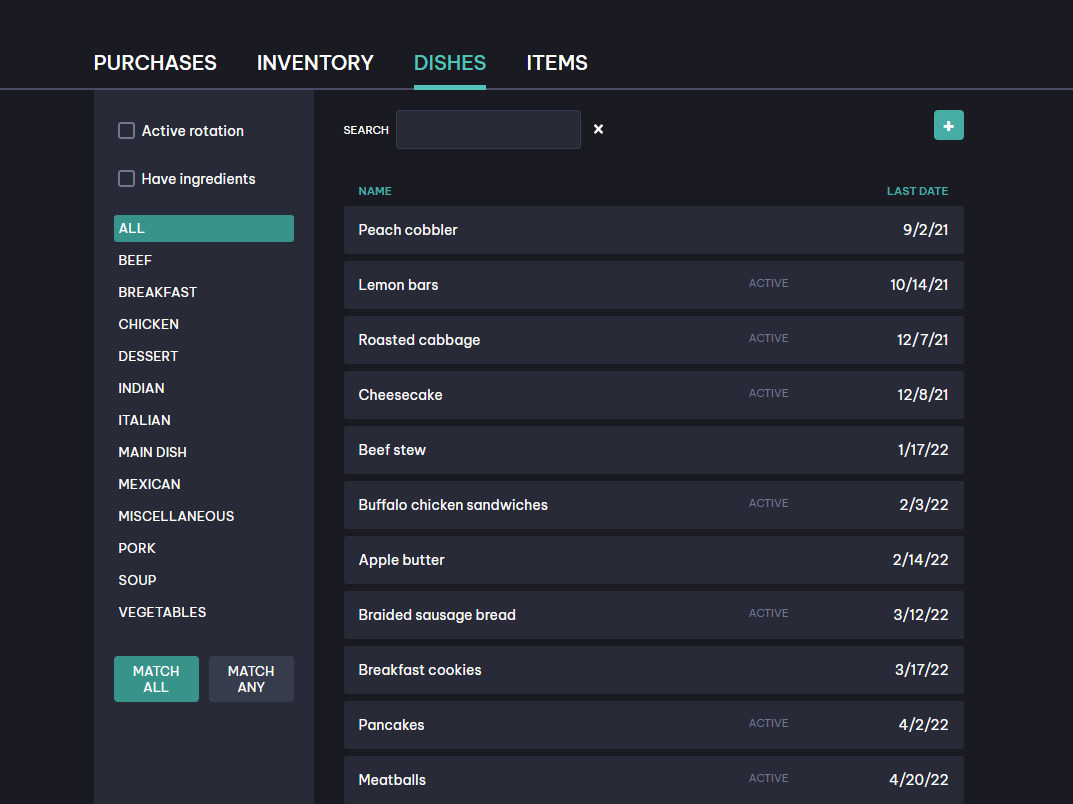 PURCHASES INVENTORY DISHES ITEMS
Active rotation
Have ingredients
ALL
BEEF
BREAKFAST
CHICKEN
DESSERT
INDIAN
ITALIAN
MAIN DISH
MEXICAN
MISCELLANEOUS
PORK
SOUP
VEGETABLES
MATCH ALL
MATCH ANY
SEARCH
NAME LAST DATE
Peach cobbler 9/2/21
Lemon bars ACTIVE 10/14/21
Roasted cabbage ACTIVE 12/7/21
Cheesecake ACTIVE 12/8/21
Beef stew 1/17/22
Buffalo chicken sandwiches ACTIVE 2/3/22
Apple butter 2/14/22
Braided sausage bread ACTIVE 3/12/22
Breakfast cookies 3/17/22
Pancakes ACTIVE 4/2/22
Meatballs ACTIVE 4/20/22